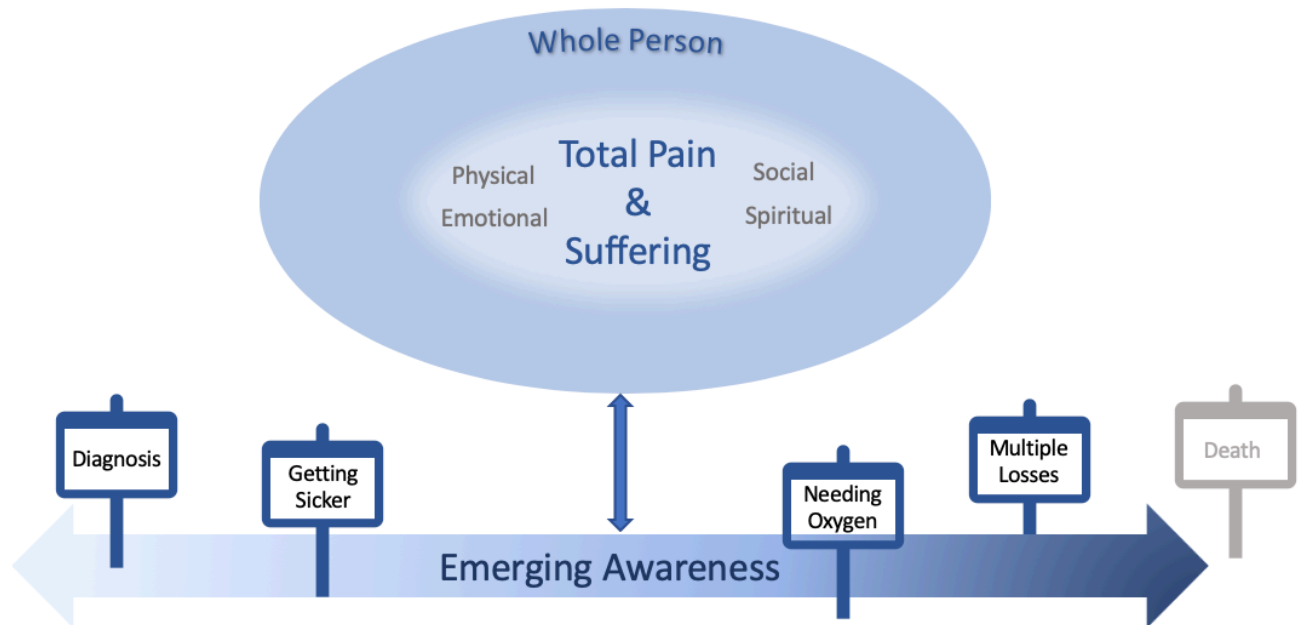 Whole Person
Total Pain
&
Suffering
Physical
Emotional
Social
Spiritual
Diagnosis
Getting
Sicker
Needing
Oxygen
Multiple
Losses
Death
Emerging Awareness